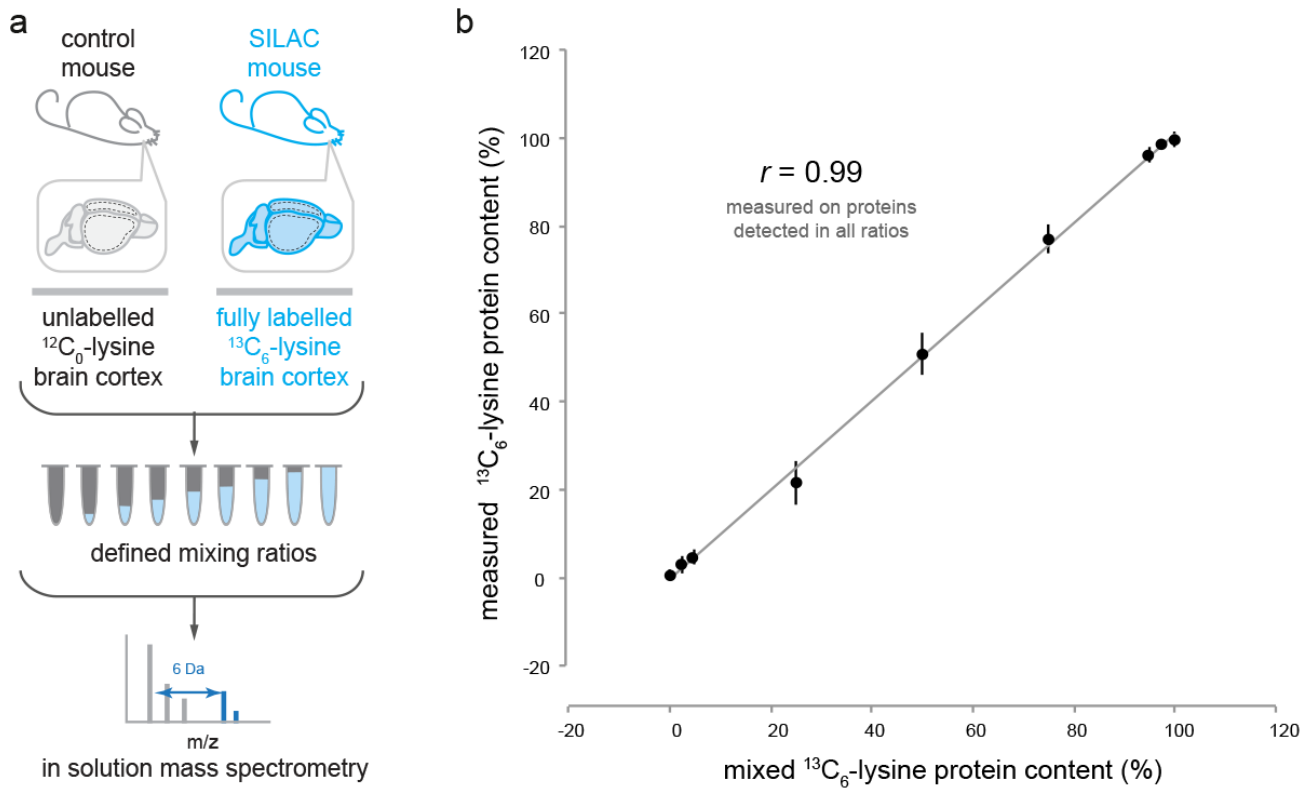 a
control
mouse
SILAC
mouse
unlabelled
¹²C₀-lysine
brain cortex
fully labelled
¹³C₆-lysine
brain cortex
defined mixing ratios
6 Da
m/z
in solution mass spectrometry
b
measured ¹³C₆-lysine protein content (%)
120
100
80
60
40
20
0
-20
r = 0.99
measured on proteins
detected in all ratios
-20 0 20 40 60 80 100 120
mixed ¹³C₆-lysine protein content (%)